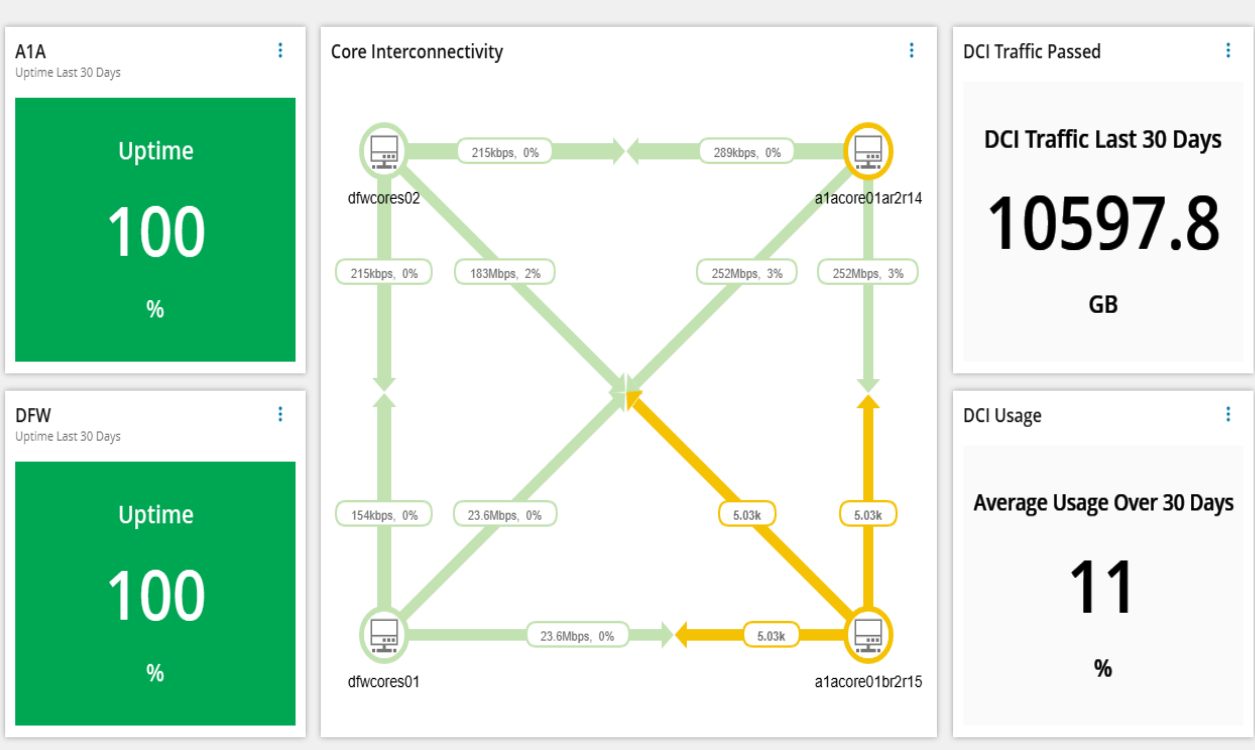 A1A
Uptime Last 30 Days
Uptime
100
%
DFW
Uptime Last 30 Days
Uptime
100
%
Core Interconnectivity
215kbps, 0%
289kbps, 0%
dfwcores02
a1acore01ar2r14
215kbps, 0%
183Mbps, 2%
252Mbps, 3%
252Mbps, 3%
154kbps, 0%
23.6Mbps, 0%
5.03k
5.03k
23.6Mbps, 0%
5.03k
dfwcores01
a1acore01br2r15
DCI Traffic Passed
DCI Traffic Last 30 Days
10597.8
GB
DCI Usage
Average Usage Over 30 Days
11
%